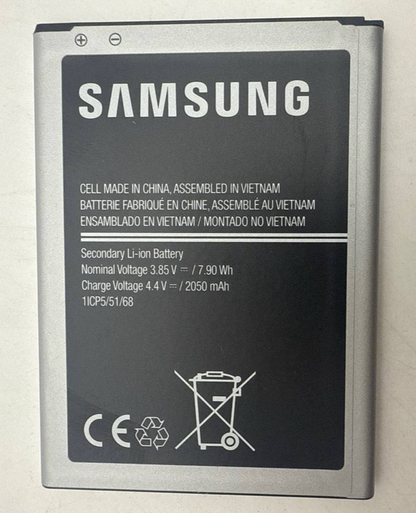 SAMSUNG
CELL MADE IN CHINA, ASSEMBLED IN VIETNAM
BATTERIE FABRIQUÉ EN CHINE, ASSEMBLÉ AU VIETNAM
ENSAMBLADO EN VIETNAM / MONTADO NO VIETNAM
Secondary Li-ion Battery
Nominal Voltage 3.85 V ⎓ / 7.90 Wh
Charge Voltage 4.4 V ⎓ / 2050 mAh
1ICP5/51/68
CE